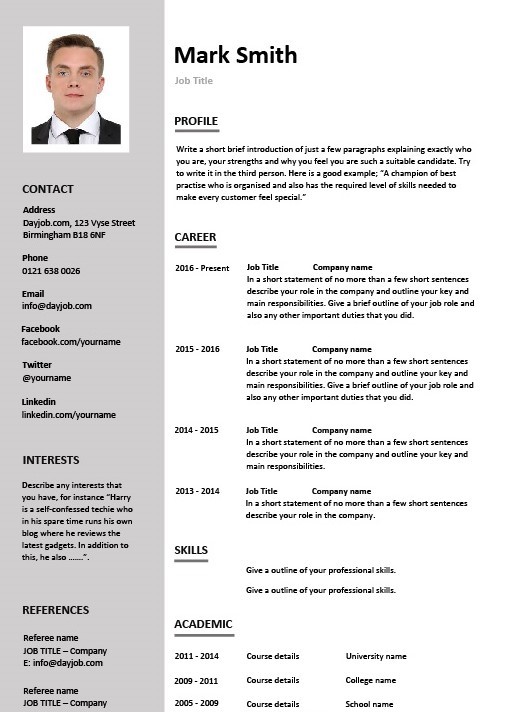 Mark Smith
Job Title
PROFILE
Write a short brief introduction of just a few paragraphs explaining exactly who
you are, your strengths and why you feel you are such a suitable candidate. Try
to write it in the third person. Here is a good example; “A champion of best
practise who is organised and also has the required level of skills needed to
make every customer feel special.”
CAREER
2016 - Present Job Title Company name
In a short statement of no more than a few short sentences
describe your role in the company and outline your key and
main responsibilities. Give a brief outline of your job role and
also any other important duties that you did.
2015 - 2016 Job Title Company name
In a short statement of no more than a few short sentences
describe your role in the company and outline your key and
main responsibilities. Give a brief outline of your job role and
also any other important duties that you did.
2014 - 2015 Job Title Company name
In a short statement of no more than a few short sentences
describe your role in the company and outline your key and
main responsibilities.
2013 - 2014 Job Title Company name
In a short statement of no more than a few short sentences
describe your role in the company.
SKILLS
Give a outline of your professional skills.
Give a outline of your professional skills.
ACADEMIC
2011 - 2014 Course details University name
2009 - 2011 Course details College name
2005 - 2009 Course details School name
CONTACT
Address
Dayjob.com, 123 Vyse Street
Birmingham B18 6NF
Phone
0121 638 0026
Email
info@dayjob.com
Facebook
facebook.com/yourname
Twitter
@yourname
Linkedin
linkedin.com/yourname
INTERESTS
Describe any interests that
you have, for instance “Harry
is a self-confessed techie who
in his spare time runs his own
blog where he reviews the
latest gadgets. In addition to
this, he also .......”.
REFERENCES
Referee name
JOB TITLE – Company
E: info@dayjob.com
Referee name
JOB TITLE – Company